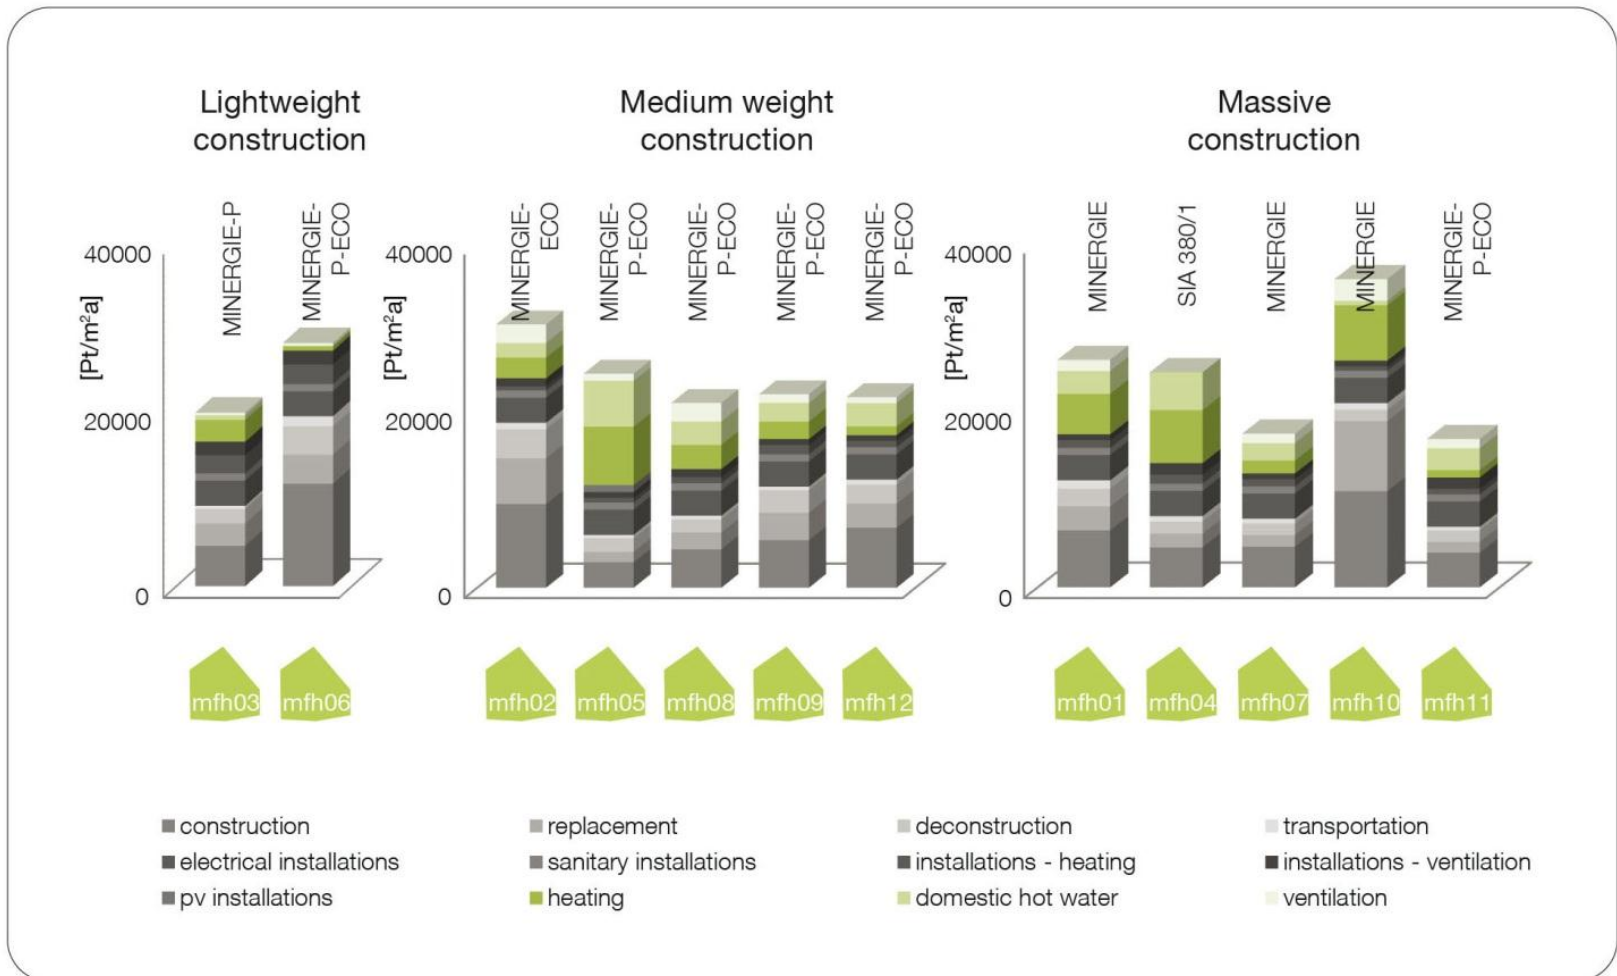 Lightweight
construction
Medium weight
construction
Massive
construction
MINERGIE-P
MINERGIE-
P-ECO
MINERGIE-
ECO
MINERGIE-
P-ECO
MINERGIE-
P-ECO
MINERGIE-
P-ECO
MINERGIE-
P-ECO
MINERGIE
SIA 380/1
MINERGIE
MINERGIE
MINERGIE-
P-ECO
40000
[Pt/m²a]
20000
0
40000
[Pt/m²a]
20000
0
40000
[Pt/m²a]
20000
0
mfh03
mfh06
mfh02
mfh05
mfh08
mfh09
mfh12
mfh01
mfh04
mfh07
mfh10
mfh11
construction
replacement
deconstruction
transportation
electrical installations
sanitary installations
installations - heating
installations - ventilation
pv installations
heating
domestic hot water
ventilation